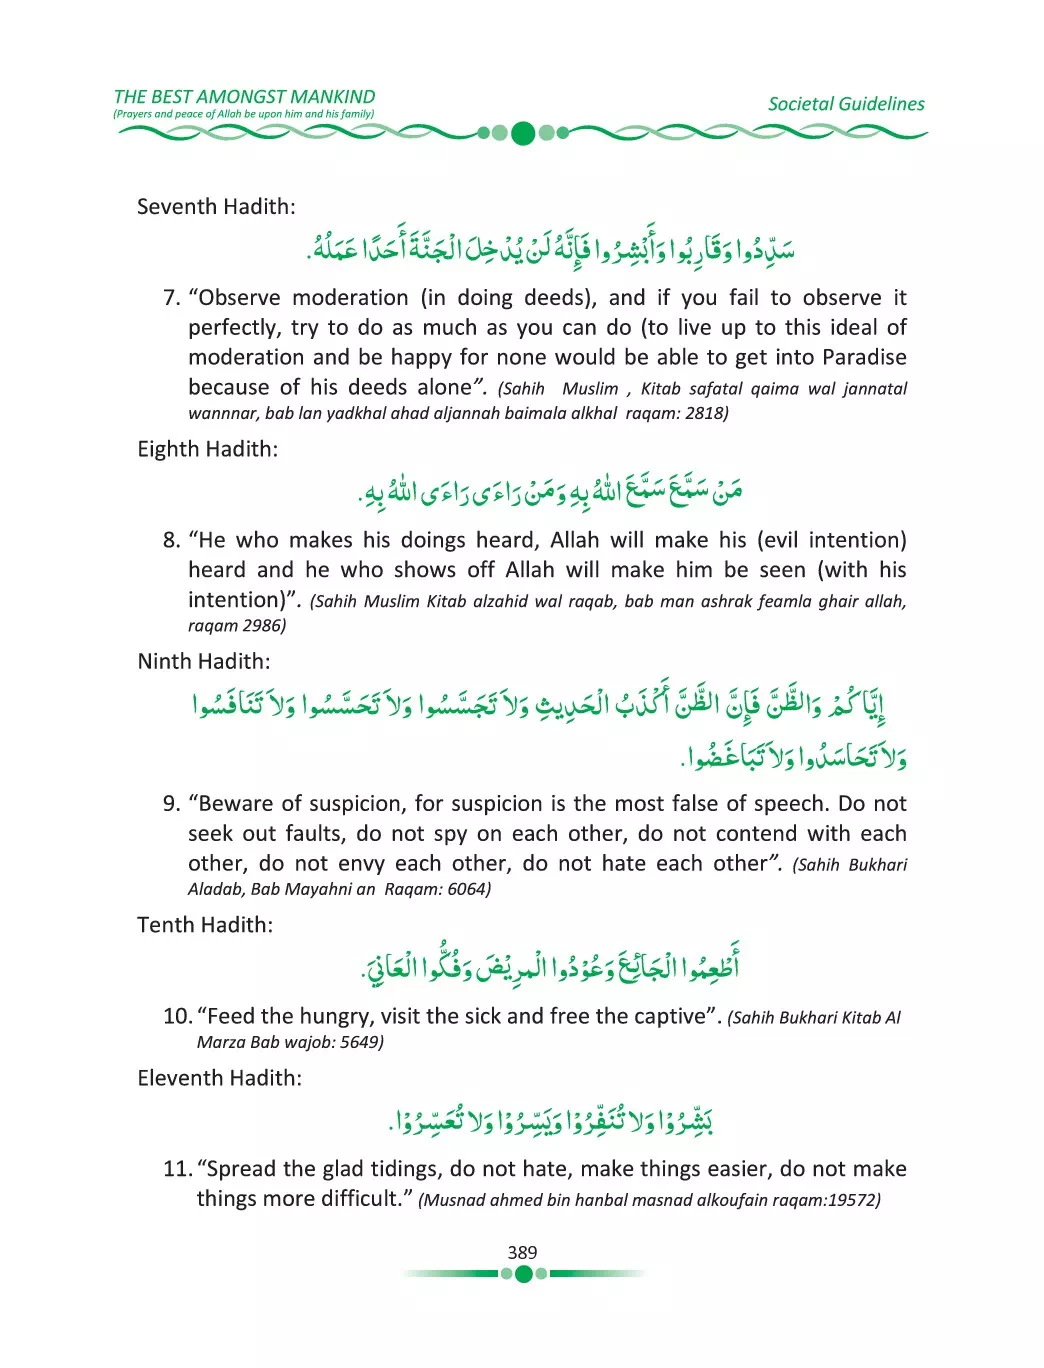 THE BEST AMONGST MANKIND
(Prayers and peace of Allah be upon him and his family)
Societal Guidelines
Seventh Hadith:
سَدِّدُوا وَقَارِبُوا وَأَبْشِرُوا فَإِنَّهُ لَنْ يُدْخِلَ الْجَنَّةَ أَحَدًا عَمَلُهُ.
7. “Observe moderation (in doing deeds), and if you fail to observe it
perfectly, try to do as much as you can do (to live up to this ideal of
moderation and be happy for none would be able to get into Paradise
because of his deeds alone”. (Sahih Muslim , Kitab safatal qaima wal jannatal
wannnar, bab lan yadkhal ahad aljannah baimala alkhal raqam: 2818)
Eighth Hadith:
مَنْ سَمَّعَ سَمَّعَ اللهُ بِهِ وَمَنْ رَاءَى رَاءَى اللهُ بِهِ.
8. “He who makes his doings heard, Allah will make his (evil intention)
heard and he who shows off Allah will make him be seen (with his
intention)”. (Sahih Muslim Kitab alzahid wal raqab, bab man ashrak feamla ghair allah,
raqam 2986)
Ninth Hadith:
إِيَّاكُمْ وَالظَّنَّ فَإِنَّ الظَّنَّ أَكْذَبُ الْحَدِيثِ وَلاَ تَجَسَّسُوا وَلاَ تَحَسَّسُوا وَلاَ تَنَافَسُوا
وَلاَ تَحَاسَدُوا وَلاَ تَبَاغَضُوا.
9. “Beware of suspicion, for suspicion is the most false of speech. Do not
seek out faults, do not spy on each other, do not contend with each
other, do not envy each other, do not hate each other”. (Sahih Bukhari
Aladab, Bab Mayahni an Raqam: 6064)
Tenth Hadith:
أَطْعِمُوا الْجَائِعَ وَعُوْدُوا الْمرِيْضَ وَفُكُّوا الْعَانِيَ.
10. “Feed the hungry, visit the sick and free the captive”. (Sahih Bukhari Kitab Al
Marza Bab wajob: 5649)
Eleventh Hadith:
بَشِّرُوْا وَلا تُنَفِّرُوْا وَيَسِّرُوْا وَلا تُعَسِّرُوْا.
11. “Spread the glad tidings, do not hate, make things easier, do not make
things more difficult.” (Musnad ahmed bin hanbal masnad alkoufain raqam:19572)
389